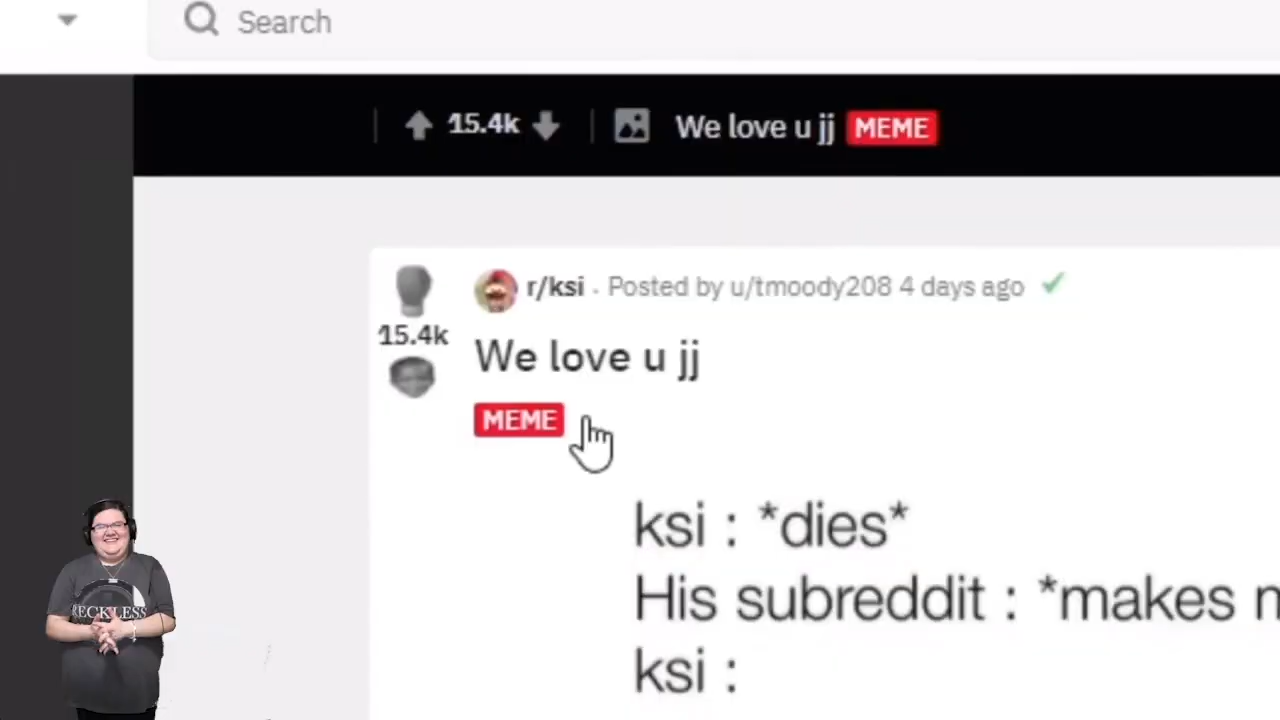 Search
15.4k We love u jj MEME
r/ksi . Posted by u/tmoody208 4 days ago
15.4k
We love u jj
MEME
ksi : *dies*
His subreddit : *makes
ksi :
RECKLESS